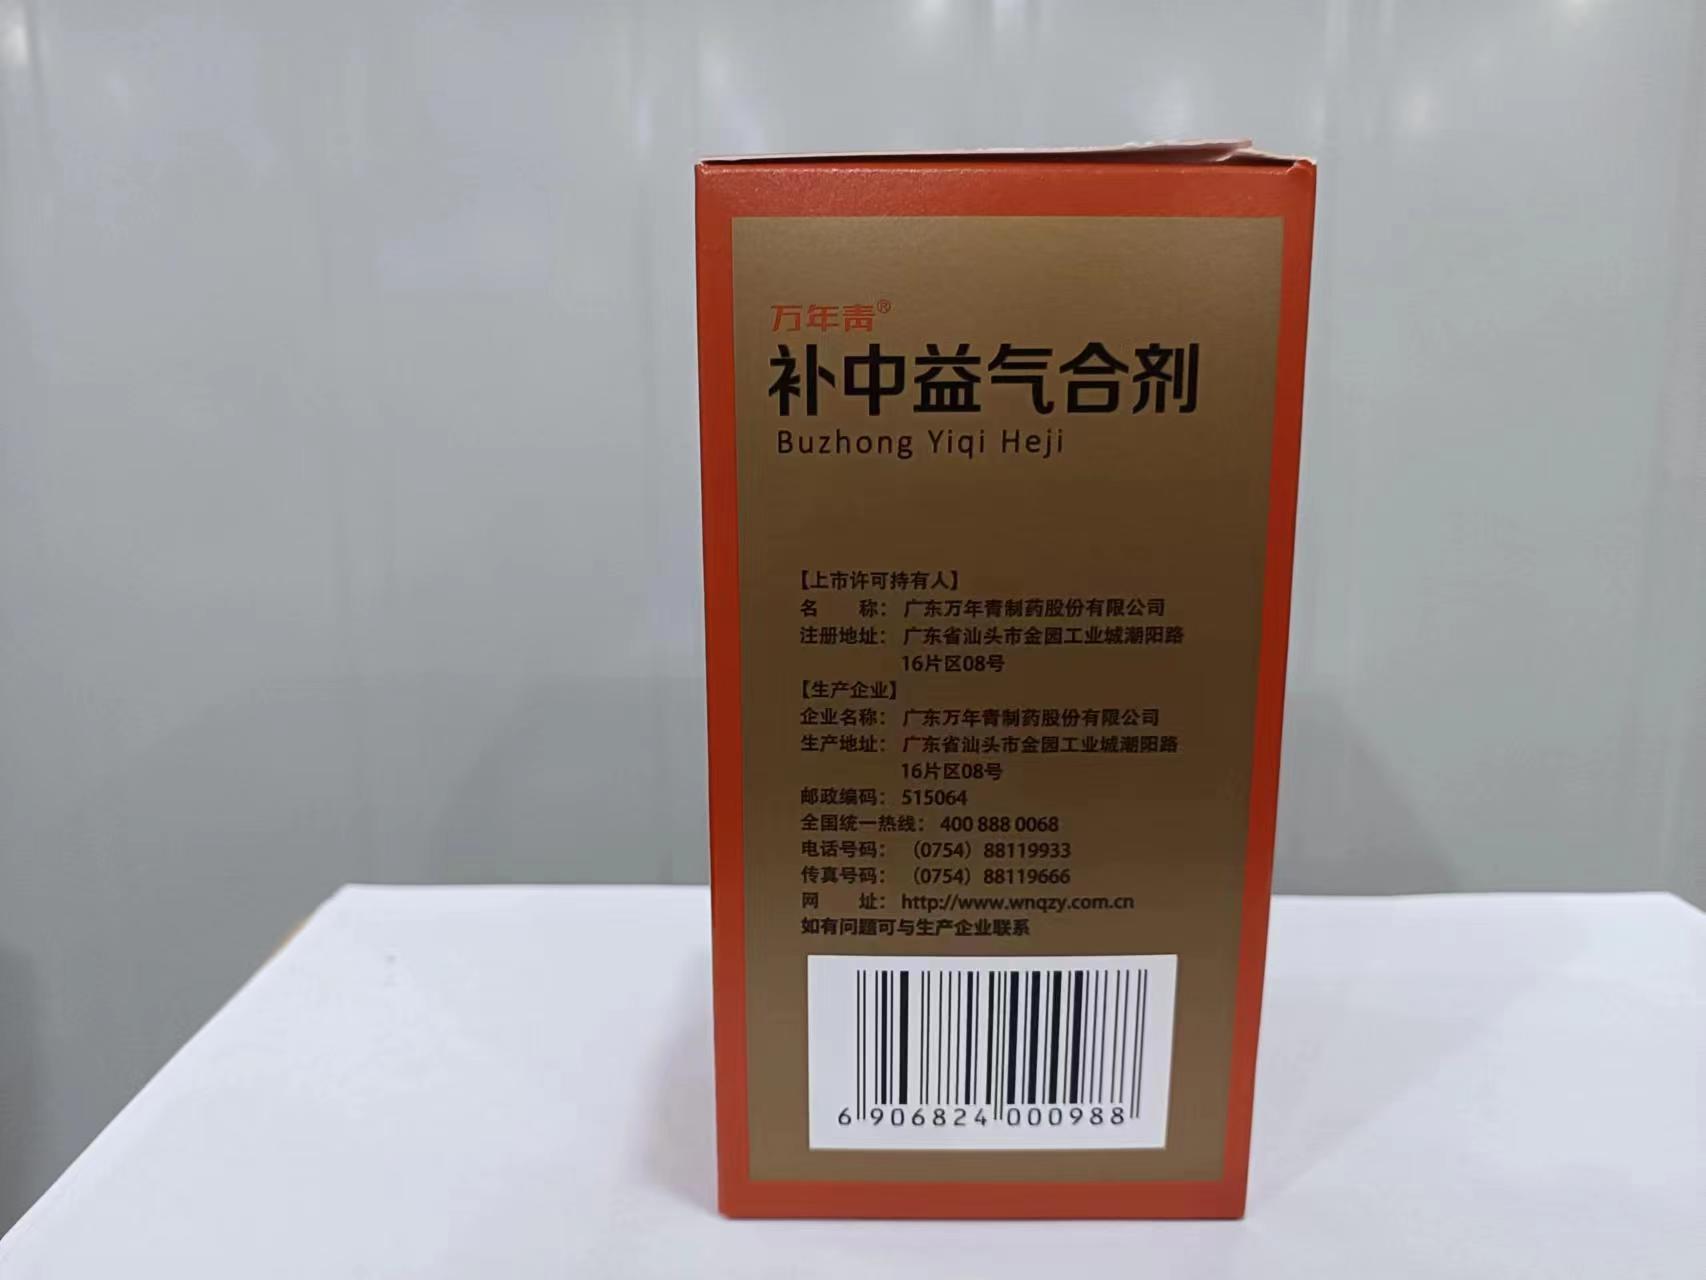 万年青®
补中益气合剂
Buzhong Yiqi Heji
【上市许可持有人】
名 称：广东万年青制药股份有限公司
注册地址：广东省汕头市金园工业城潮阳路
16片区08号
【生产企业】
企业名称：广东万年青制药股份有限公司
生产地址：广东省汕头市金园工业城潮阳路
16片区08号
邮政编码：515064
全国统一热线：400 888 0068
电话号码：（0754）88119933
传真号码：（0754）88119666
网 址：http://www.wnqzy.com.cn
如有问题可与生产企业联系
6 906824 000988